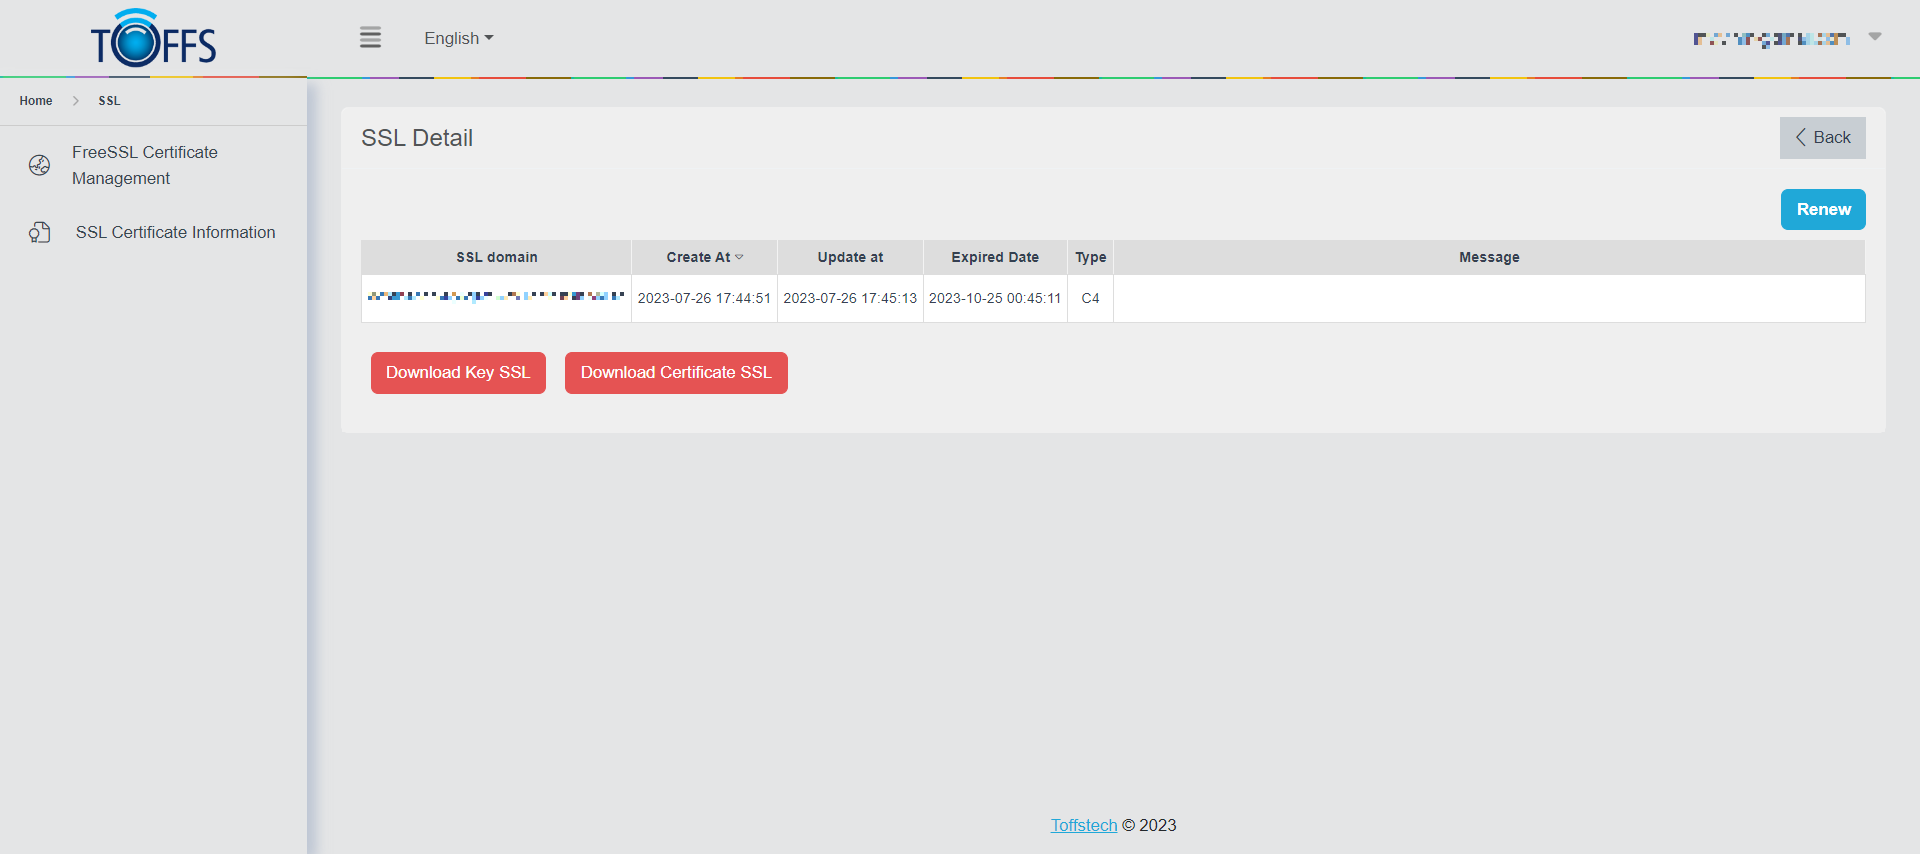 TOFFS
English
Home
SSL
FreeSSL Certificate
Management
SSL Certificate Information
SSL Detail
Back
Renew
SSL domain Create At Update at Expired Date Type Message
2023-07-26 17:44:51 2023-07-26 17:45:13 2023-10-25 00:45:11 C4
Download Key SSL
Download Certificate SSL
Toffstech © 2023